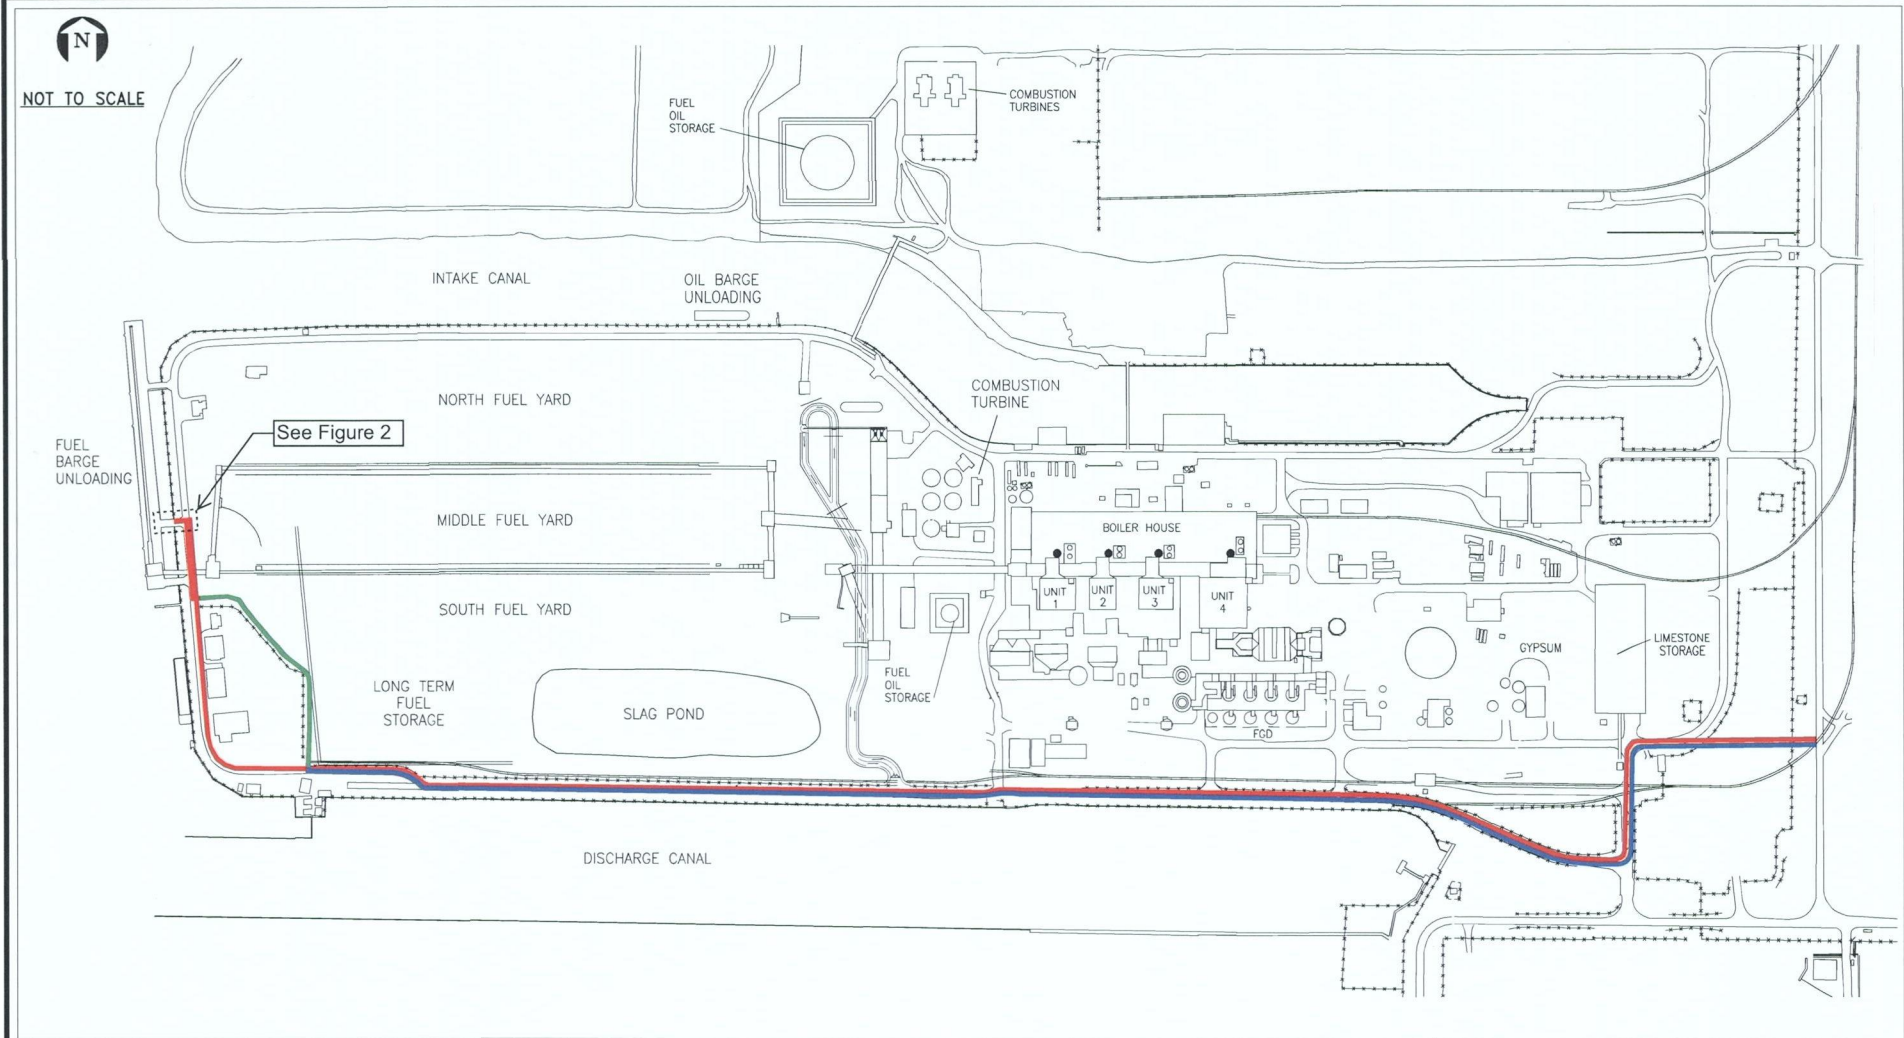 N
NOT TO SCALE
FUEL
OIL
STORAGE
COMBUSTION
TURBINES
INTAKE CANAL
OIL BARGE
UNLOADING
NORTH FUEL YARD
COMBUSTION
TURBINE
See Figure 2
FUEL
BARGE
UNLOADING
MIDDLE FUEL YARD
BOILER HOUSE
SOUTH FUEL YARD
UNIT
1
UNIT
2
UNIT
3
UNIT
4
LIMESTONE
STORAGE
GYPSUM
FUEL
OIL
STORAGE
LONG TERM
FUEL
STORAGE
SLAG POND
FGD
DISCHARGE CANAL